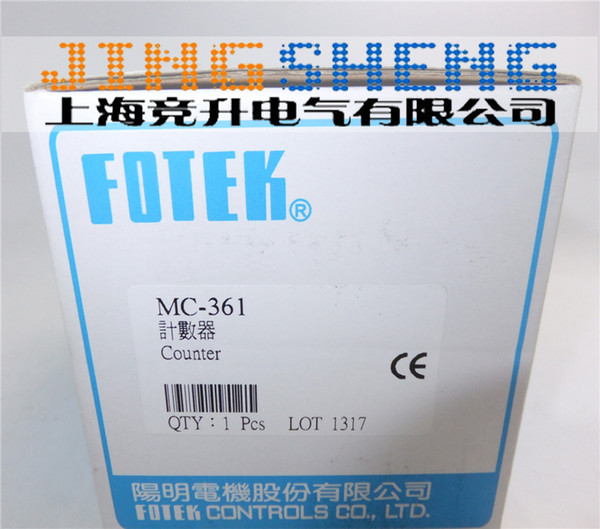 JINGSHENG
上海竞升电气有限公司
FOTEK®
MC-361
計數器
Counter
CE
QTY：1 Pcs LOT 1317
陽明電機股份有限公司
FOTEK CONTROLS CO., LTD.